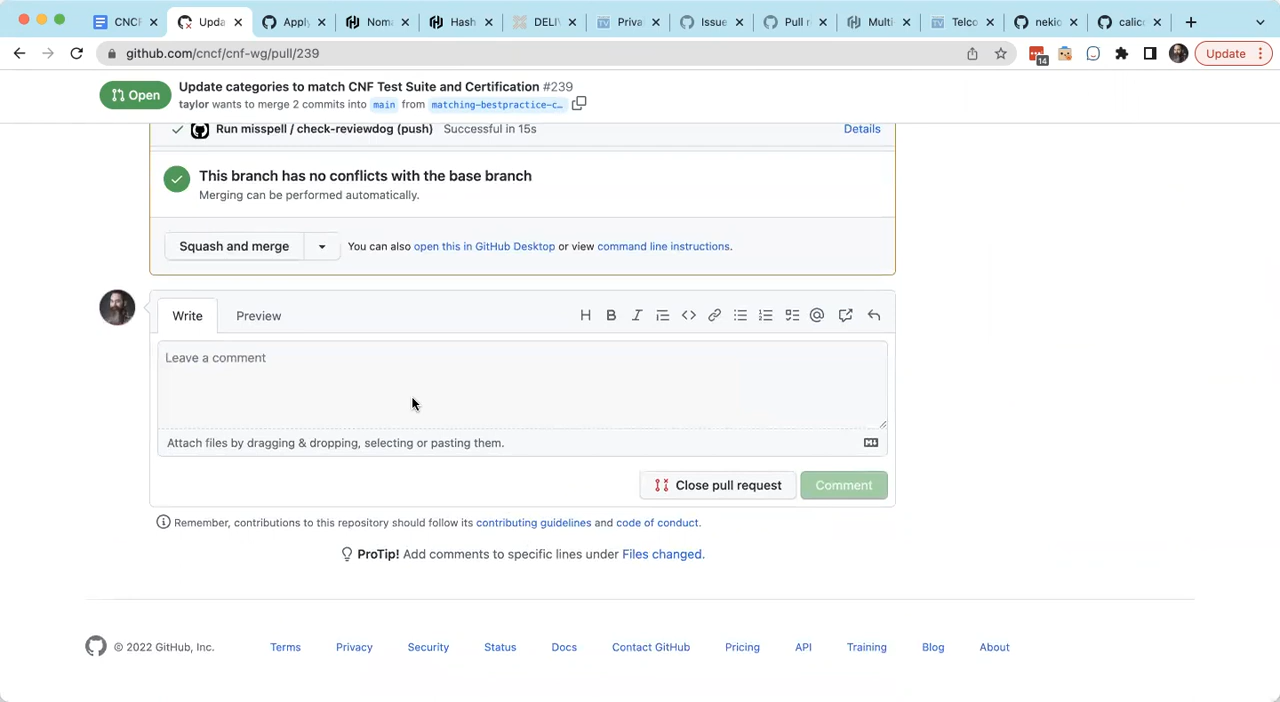 CNCF
Upda
Apply
Noma
Hash
DELI
Priva
Issue
Pull r
Multi
Telco
nekio
calico
github.com/cncf/cnf-wg/pull/239
14
Update
Open
Update categories to match CNF Test Suite and Certification #239
taylor wants to merge 2 commits into main from matching-bestpractice-c…
Run misspell / check-reviewdog (push) Successful in 15s Details
This branch has no conflicts with the base branch
Merging can be performed automatically.
Squash and merge
You can also open this in GitHub Desktop or view command line instructions.
Write Preview
Leave a comment
Attach files by dragging & dropping, selecting or pasting them.
Close pull request Comment
Remember, contributions to this repository should follow its contributing guidelines and code of conduct.
ProTip! Add comments to specific lines under Files changed.
© 2022 GitHub, Inc. Terms Privacy Security Status Docs Contact GitHub Pricing API Training Blog About